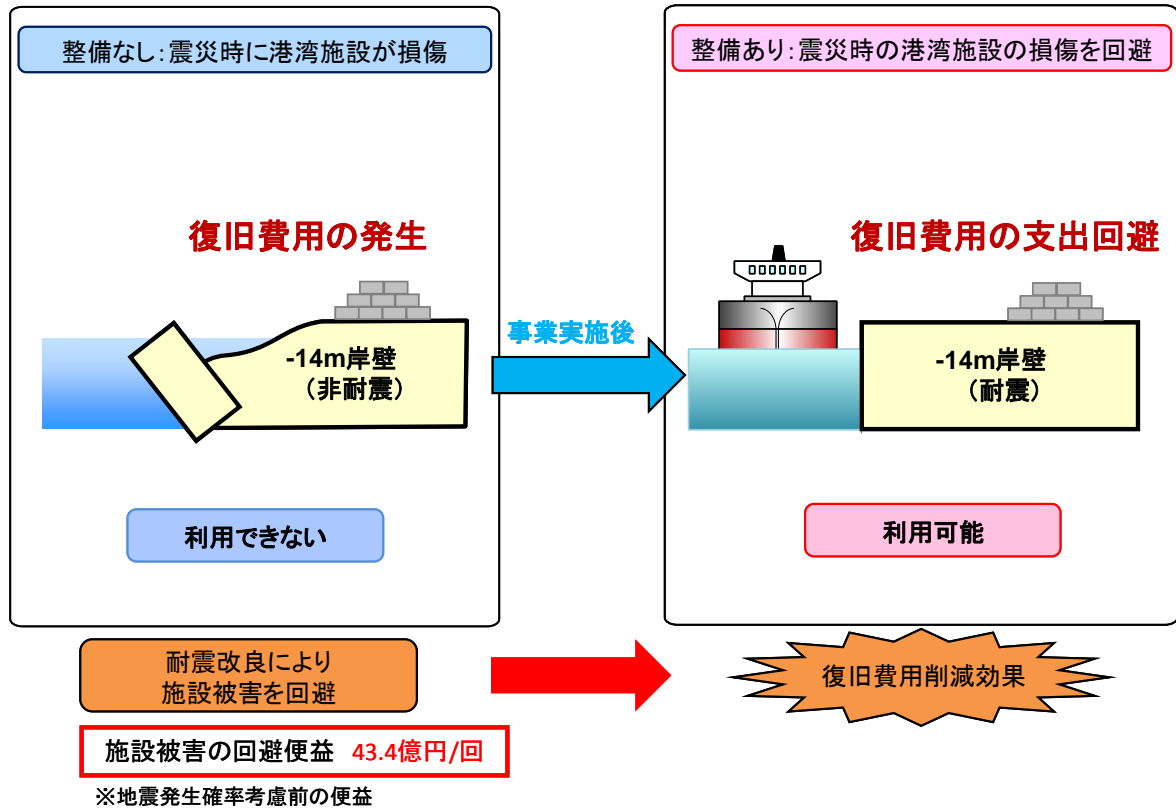 整備なし：震災時に港湾施設が損傷
復旧費用の発生
-14m岸壁
（非耐震）
利用できない
事業実施後
整備あり：震災時の港湾施設の損傷を回避
復旧費用の支出回避
-14m岸壁
（耐震）
利用可能
耐震改良により
施設被害を回避
復旧費用削減効果
施設被害の回避便益 43.4億円/回
※地震発生確率考慮前の便益